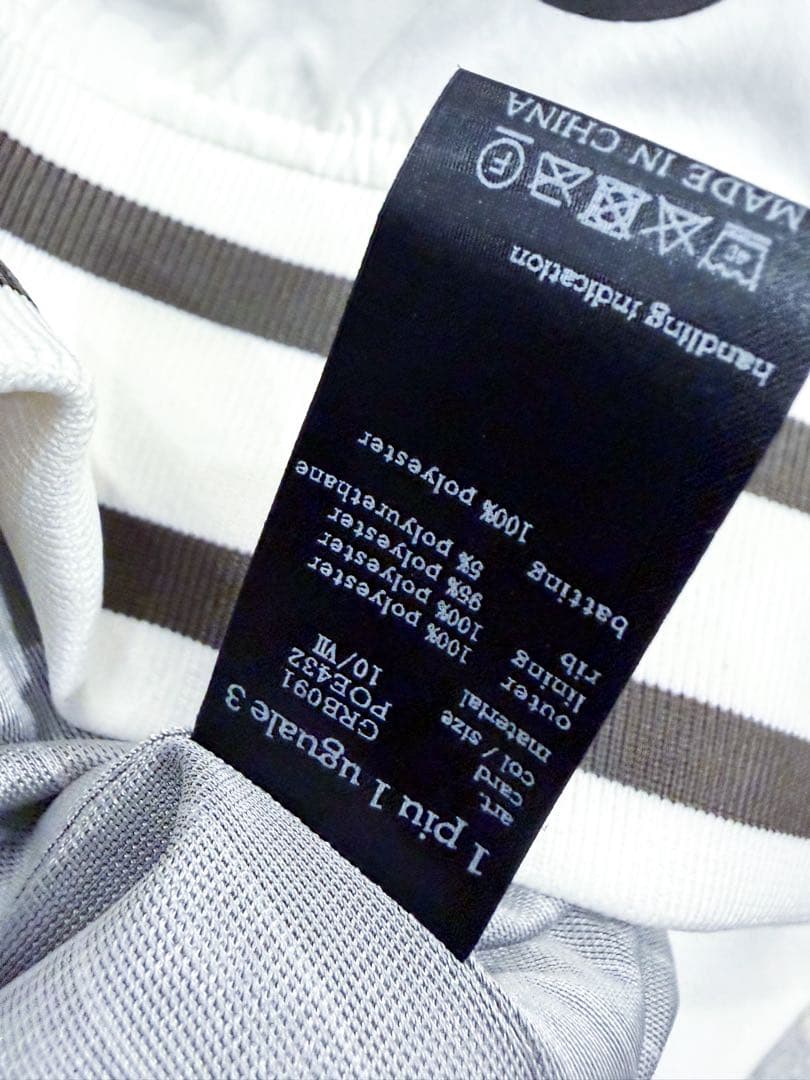 1 piu 1 uguale 3
art. GRB091
card POE432
col / size 10/Ⅶ
material
outer 100% polyester
lining 100% polyester
rib 95% polyester
5% polyurethane
batting 100% polyester
handling indication
F
MADE IN CHINA